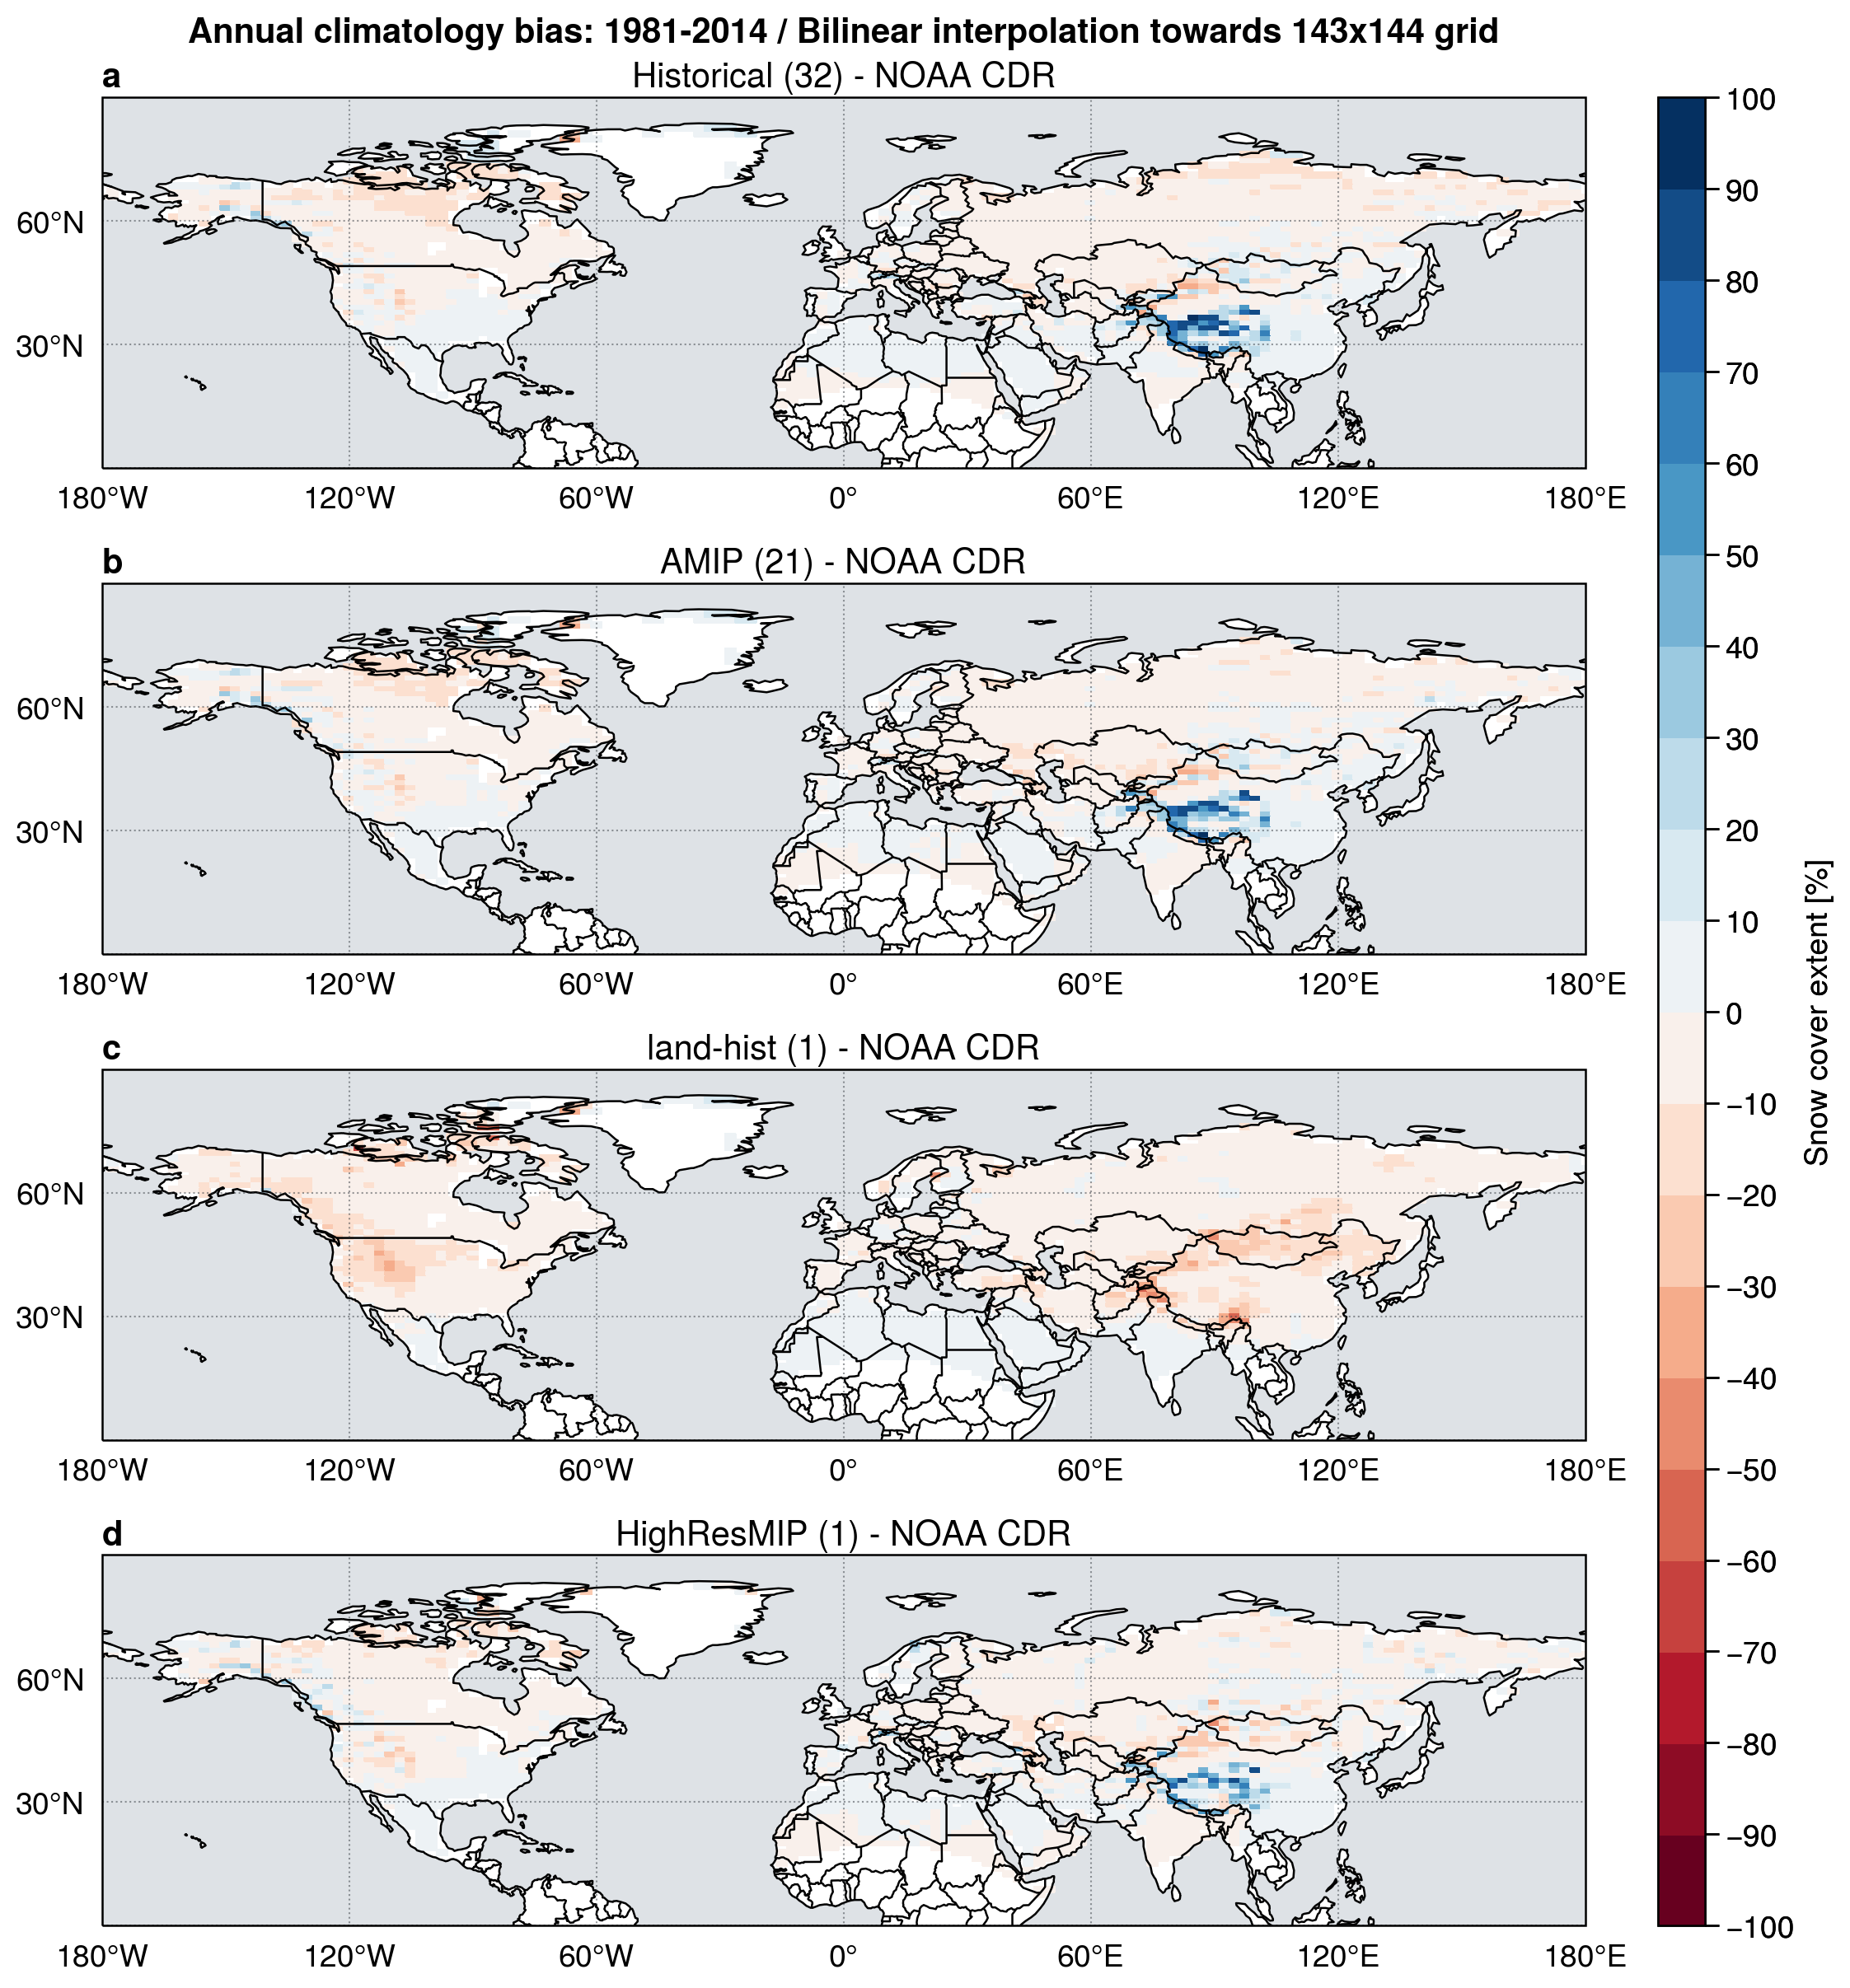 Annual climatology bias: 1981-2014 / Bilinear interpolation towards 143x144 grid
a
Historical (32) - NOAA CDR
60°N
30°N
180°W 120°W 60°W 0° 60°E 120°E 180°E
b
AMIP (21) - NOAA CDR
60°N
30°N
180°W 120°W 60°W 0° 60°E 120°E 180°E
c
land-hist (1) - NOAA CDR
60°N
30°N
180°W 120°W 60°W 0° 60°E 120°E 180°E
d
HighResMIP (1) - NOAA CDR
60°N
30°N
180°W 120°W 60°W 0° 60°E 120°E 180°E
100
90
80
70
60
50
40
30
20
10
0
−10
−20
−30
−40
−50
−60
−70
−80
−90
−100
Snow cover extent [%]